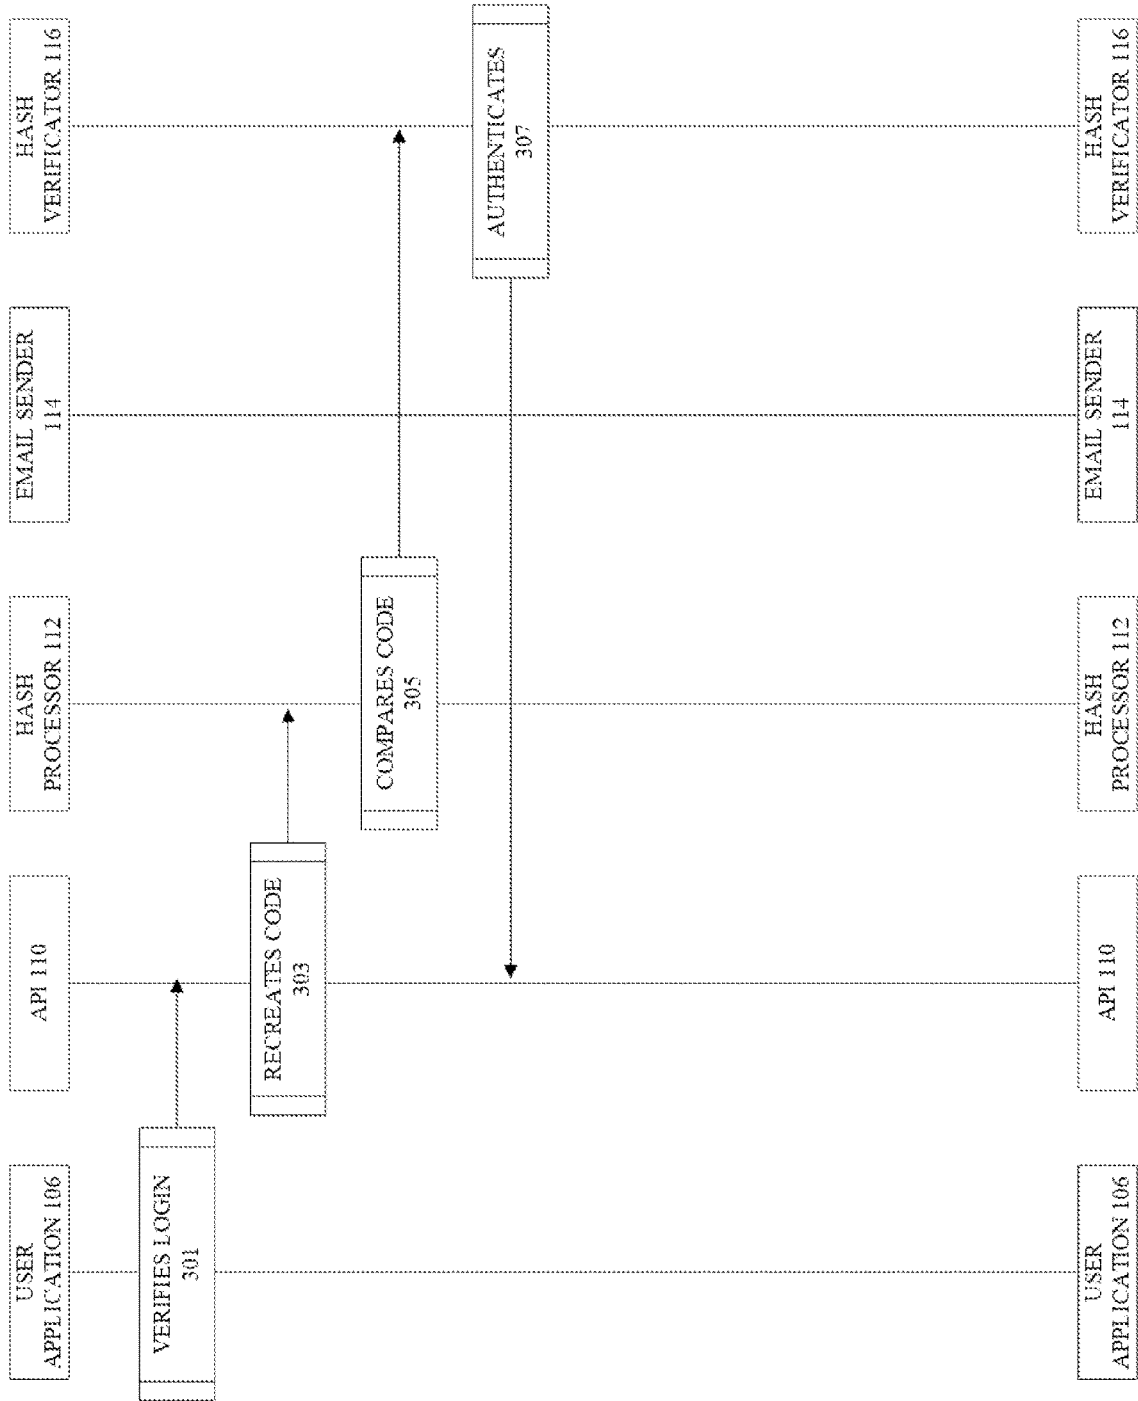 USER
APPLICATION 106
API 110
HASH
PROCESSOR 112
EMAIL SENDER
114
HASH
VERIFICATOR 116
VERIFIES LOGIN
301
RECREATES CODE
303
COMPARES CODE
305
AUTHENTICATES
307
USER
APPLICATION 106
API 110
HASH
PROCESSOR 112
EMAIL SENDER
114
HASH
VERIFICATOR 116